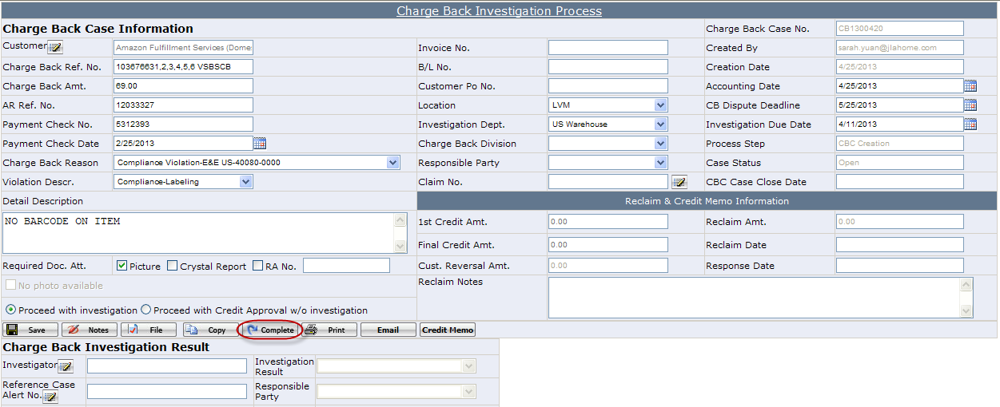 Charge Back Investigation Process
Charge Back Case Information
Charge Back Case No. CB1300420
Customer Amazon Fulfillment Services (Dome Invoice No. Created By sarah.yuan@jlahome.com
Charge Back Ref. No. 103676631,2,3,4,5,6 VSBSCB B/L No. Creation Date 4/25/2013
Charge Back Amt. 69.00 Customer Po No. Accounting Date 4/25/2013
AR Ref. No. 12033327 Location LVM CB Dispute Deadline 5/25/2013
Payment Check No. 5312393 Investigation Dept. US Warehouse Investigation Due Date 4/11/2013
Payment Check Date 2/25/2013 Charge Back Division Process Step CBC Creation
Charge Back Reason Compliance Violation-E&E US-40080-0000 Responsible Party Case Status Open
Violation Descr. Compliance-Labeling Claim No. CBC Case Close Date
Detail Description Reclaim & Credit Memo Information
NO BARCODE ON ITEM
1st Credit Amt. 0.00 Reclaim Amt. 0.00
Final Credit Amt. 0.00 Reclaim Date
Required Doc. Att. Picture Crystal Report RA No. Cust. Reversal Amt. 0.00 Response Date
No photo available Reclaim Notes
Proceed with investigation Proceed with Credit Approval w/o investigation
Save Notes File Copy Complete Print Email Credit Memo
Charge Back Investigation Result
Investigator Investigation Result
Reference Case Alert No. Responsible Party